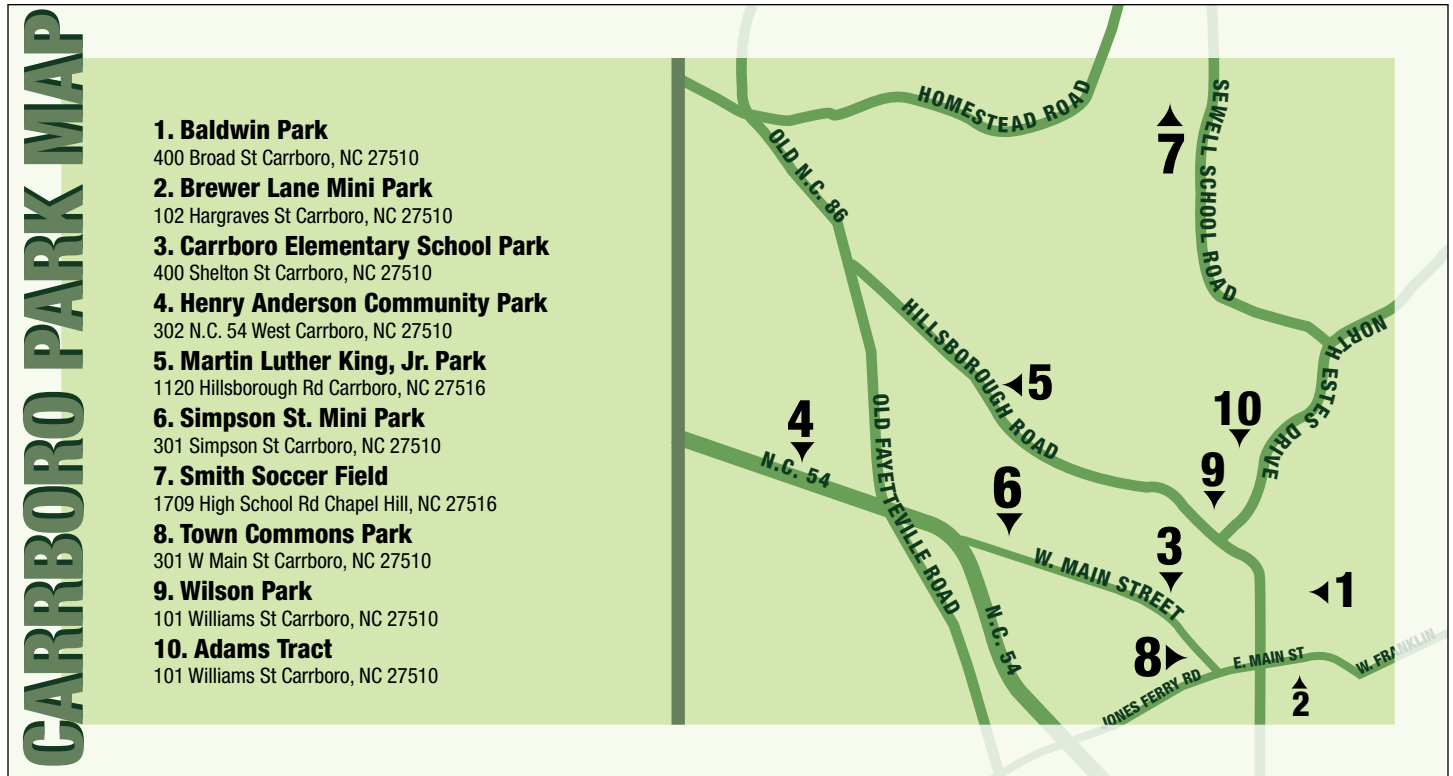 CARRBORO PARK MAP
1. Baldwin Park
400 Broad St Carrboro, NC 27510
2. Brewer Lane Mini Park
102 Hargraves St Carrboro, NC 27510
3. Carrboro Elementary School Park
400 Shelton St Carrboro, NC 27510
4. Henry Anderson Community Park
302 N.C. 54 West Carrboro, NC 27510
5. Martin Luther King, Jr. Park
1120 Hillsborough Rd Carrboro, NC 27516
6. Simpson St. Mini Park
301 Simpson St Carrboro, NC 27510
7. Smith Soccer Field
1709 High School Rd Chapel Hill, NC 27516
8. Town Commons Park
301 W Main St Carrboro, NC 27510
9. Wilson Park
101 Williams St Carrboro, NC 27510
10. Adams Tract
101 Williams St Carrboro, NC 27510
HOMESTEAD ROAD
SEWELL SCHOOL ROAD
7
OLD N.C. 86
HILLSBOROUGH ROAD
NORTH ESTES DRIVE
5
4
10
OLD FAYETTEVILLE ROAD
N.C. 54
9
6
3
W. MAIN STREET
1
N.C. 54
8
E. MAIN ST
W. FRANKLIN
JONES FERRY RD
2